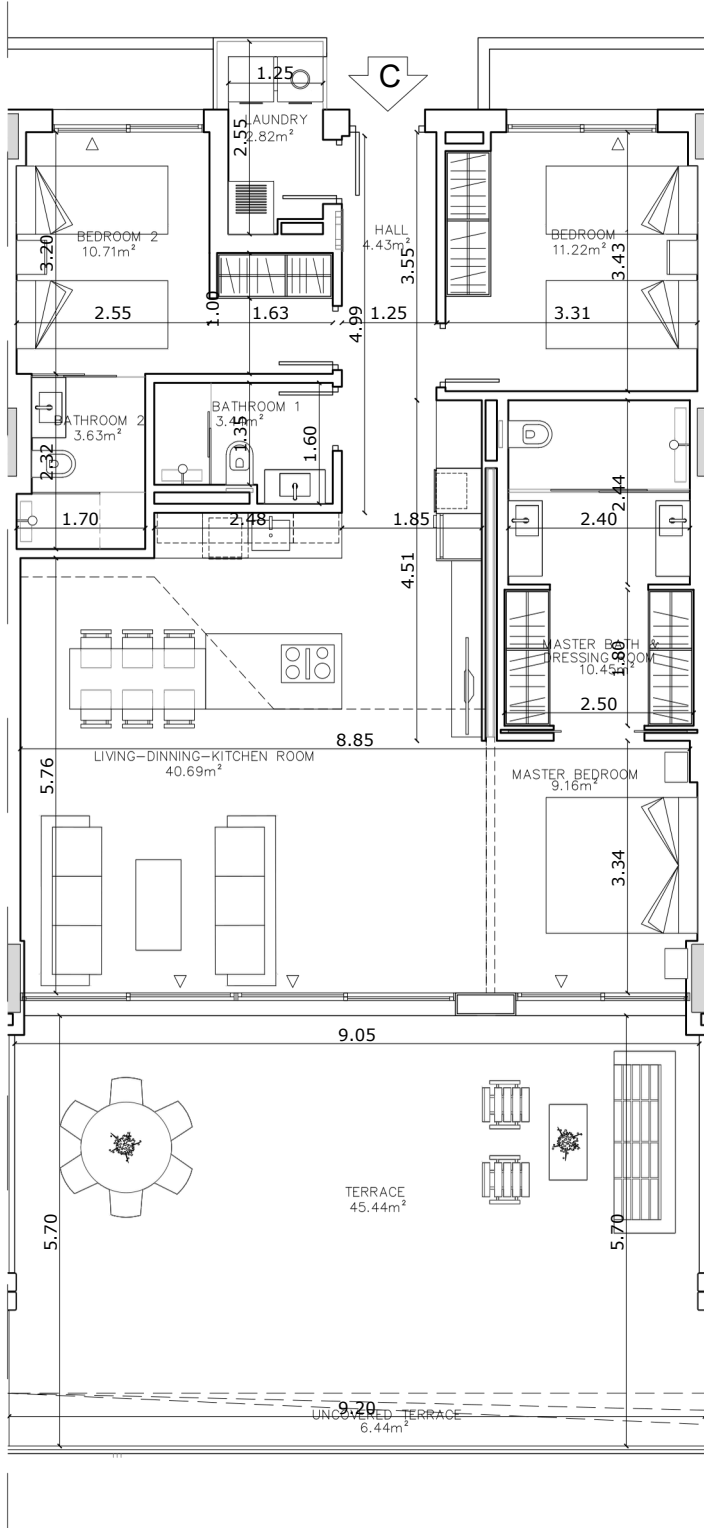 C
1.25
LAUNDRY
2.82m²
2.55
HALL
4.43m²
BEDROOM 2
10.71m²
3.20
BEDROOM
11.22m²
3.43
3.55
2.55
1.00
1.63
4.99
1.25
3.31
BATHROOM 2
3.63m²
2.32
BATHROOM 1
1.35
1.60
1.70
2.48
1.85
4.51
2.44
2.40
MASTER BATH &
DRESSING ROOM
10.45m²
1.80
2.50
8.85
LIVING-DINNING-KITCHEN ROOM
40.69m²
5.76
MASTER BEDROOM
9.16m²
3.34
9.05
TERRACE
45.44m²
5.70
5.70
9.20
UNCOVERED TERRACE
6.44m²